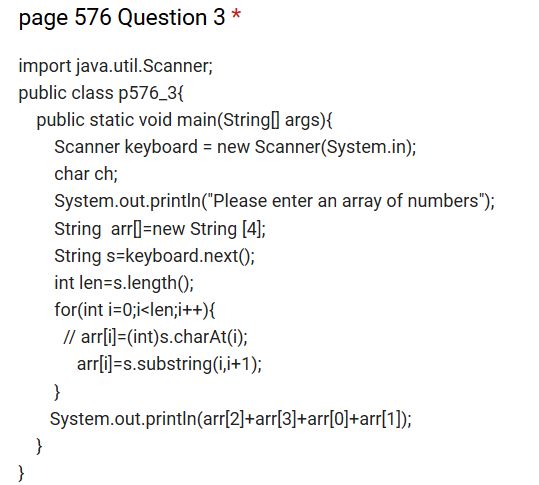 page 576 Question 3 *
import java.util.Scanner;
public class p576_3{
public static void main(String[] args){
Scanner keyboard = new Scanner(System.in);
char ch;
System.out.println("Please enter an array of numbers");
String  arr[]=new String [4];
String s=keyboard.next();
int len=s.length();
for(int i=0;i<len;i++){
// arr[i]=(int)s.charAt(i);
arr[i]=s.substring(i,i+1);
}
System.out.println(arr[2]+arr[3]+arr[0]+arr[1]);
}
}